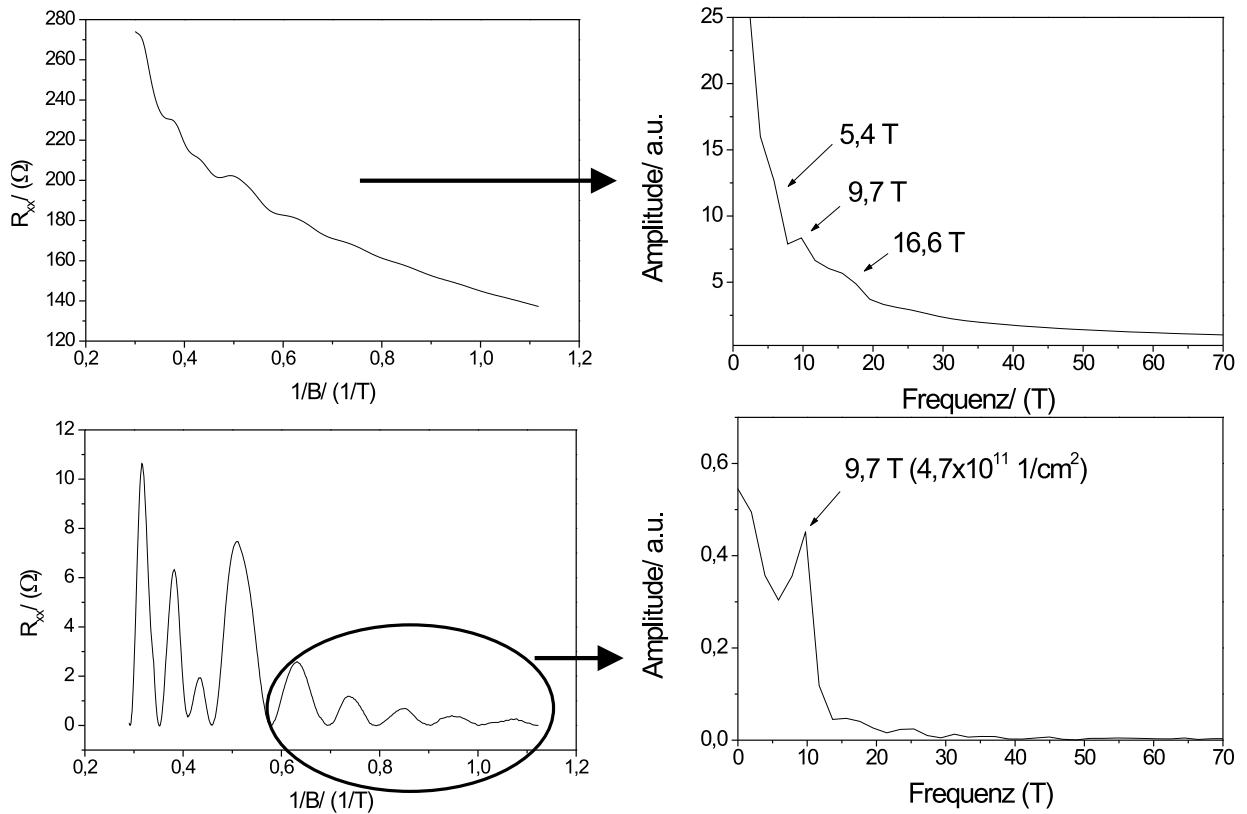 280
260
240
220
200
180
160
140
120
R_xx/ (Ω)
0,2 0,4 0,6 0,8 1,0 1,2
1/B/ (1/T)
25
20
15
10
5
Amplitude/ a.u.
5,4 T
9,7 T
16,6 T
0 10 20 30 40 50 60 70
Frequenz/ (T)
12
10
8
6
4
2
0
R_xx/ (Ω)
0,2 0,4 0,6 0,8 1,0 1,2
1/B/ (1/T)
0,6
0,4
0,2
0,0
Amplitude/ a.u.
9,7 T (4,7x10¹¹ 1/cm²)
0 10 20 30 40 50 60 70
Frequenz (T)